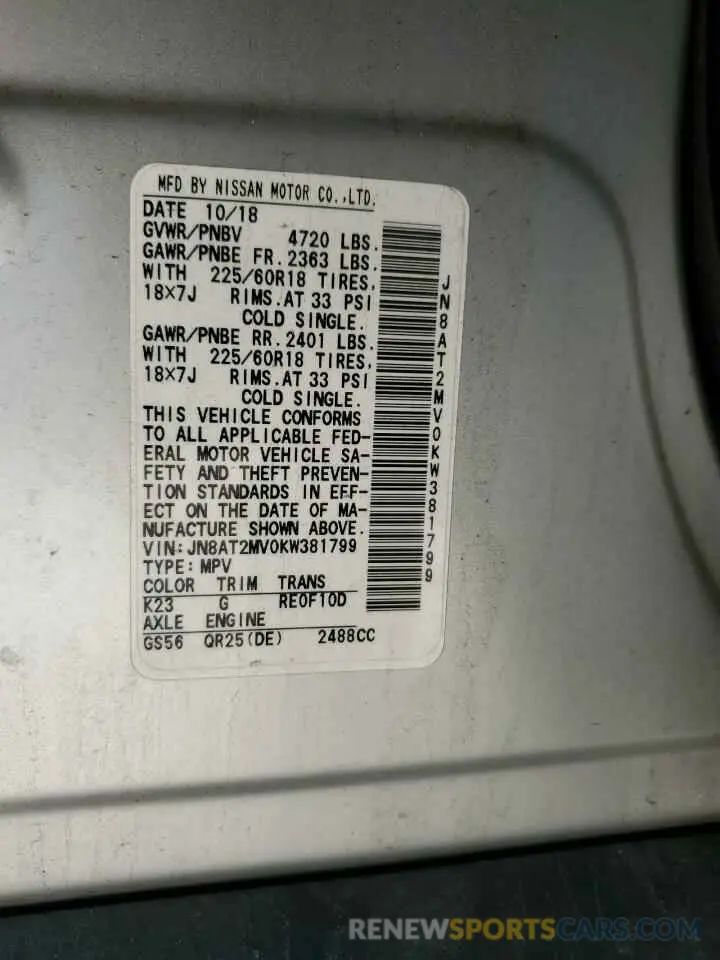 MFD BY NISSAN MOTOR CO.,LTD.
DATE 10/18
GVWR/PNBV 4720 LBS.
GAWR/PNBE FR. 2363 LBS.
WITH 225/60R18 TIRES,
18X7J RIMS. AT 33 PSI
COLD SINGLE.
GAWR/PNBE RR. 2401 LBS.
WITH 225/60R18 TIRES,
18X7J RIMS. AT 33 PSI
COLD SINGLE.
THIS VEHICLE CONFORMS
TO ALL APPLICABLE FED-
ERAL MOTOR VEHICLE SA-
FETY AND THEFT PREVEN-
TION STANDARDS IN EFF-
ECT ON THE DATE OF MA-
NUFACTURE SHOWN ABOVE.
VIN: JN8AT2MV0KW381799
TYPE: MPV
COLOR TRIM TRANS
K23 G RE0F10D
AXLE ENGINE
GS56 QR25(DE) 2488CC
JN8AT2MV0KW381799
RENEWSPORTSCARS.COM